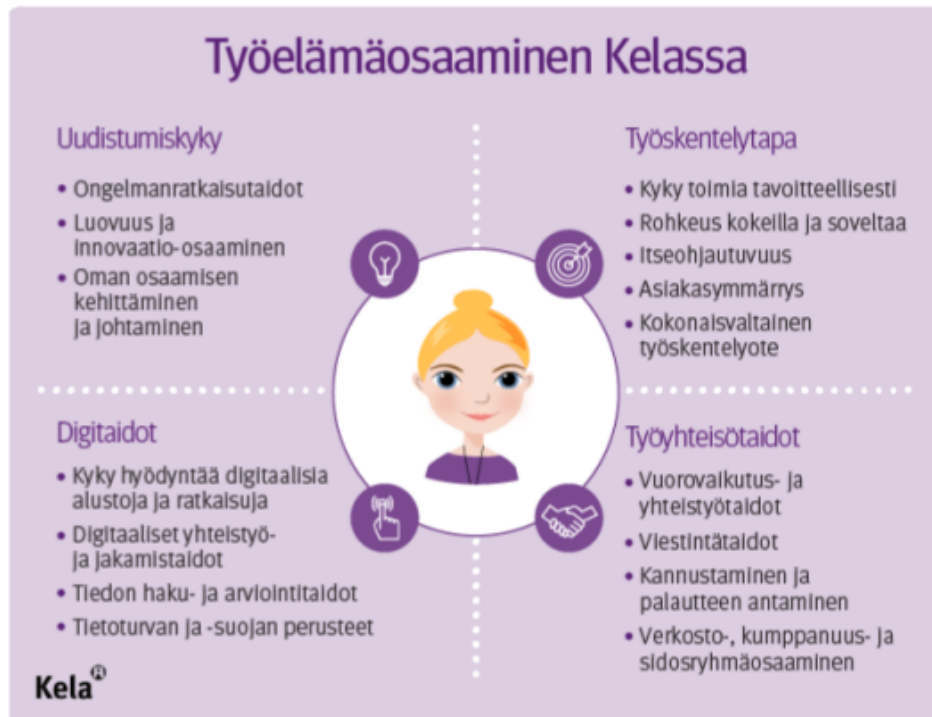 Työelämäosaaminen Kelassa
Uudistumiskyky
• Ongelmanratkaisutaidot
• Luovuus ja
innovaatio-osaaminen
• Oman osaamisen
kehittäminen
ja johtaminen
Työskentelytapa
• Kyky toimia tavoitteellisesti
• Rohkeus kokeilla ja soveltaa
• Itseohjautuvuus
• Asiakasymmärrys
• Kokonaisvaltainen
työskentelyote
Digitaidot
• Kyky hyödyntää digitaalisia
alustoja ja ratkaisuja
• Digitaaliset yhteistyö-
ja jakamistaidot
• Tiedon haku- ja arviointitaidot
• Tietoturvan ja -suojan perusteet
Työyhteisötaidot
• Vuorovaikutus- ja
yhteistyötaidot
• Viestintätaidot
• Kannustaminen ja
palautteen antaminen
• Verkosto-, kumppanuus- ja
sidosryhmäosaaminen
Kela